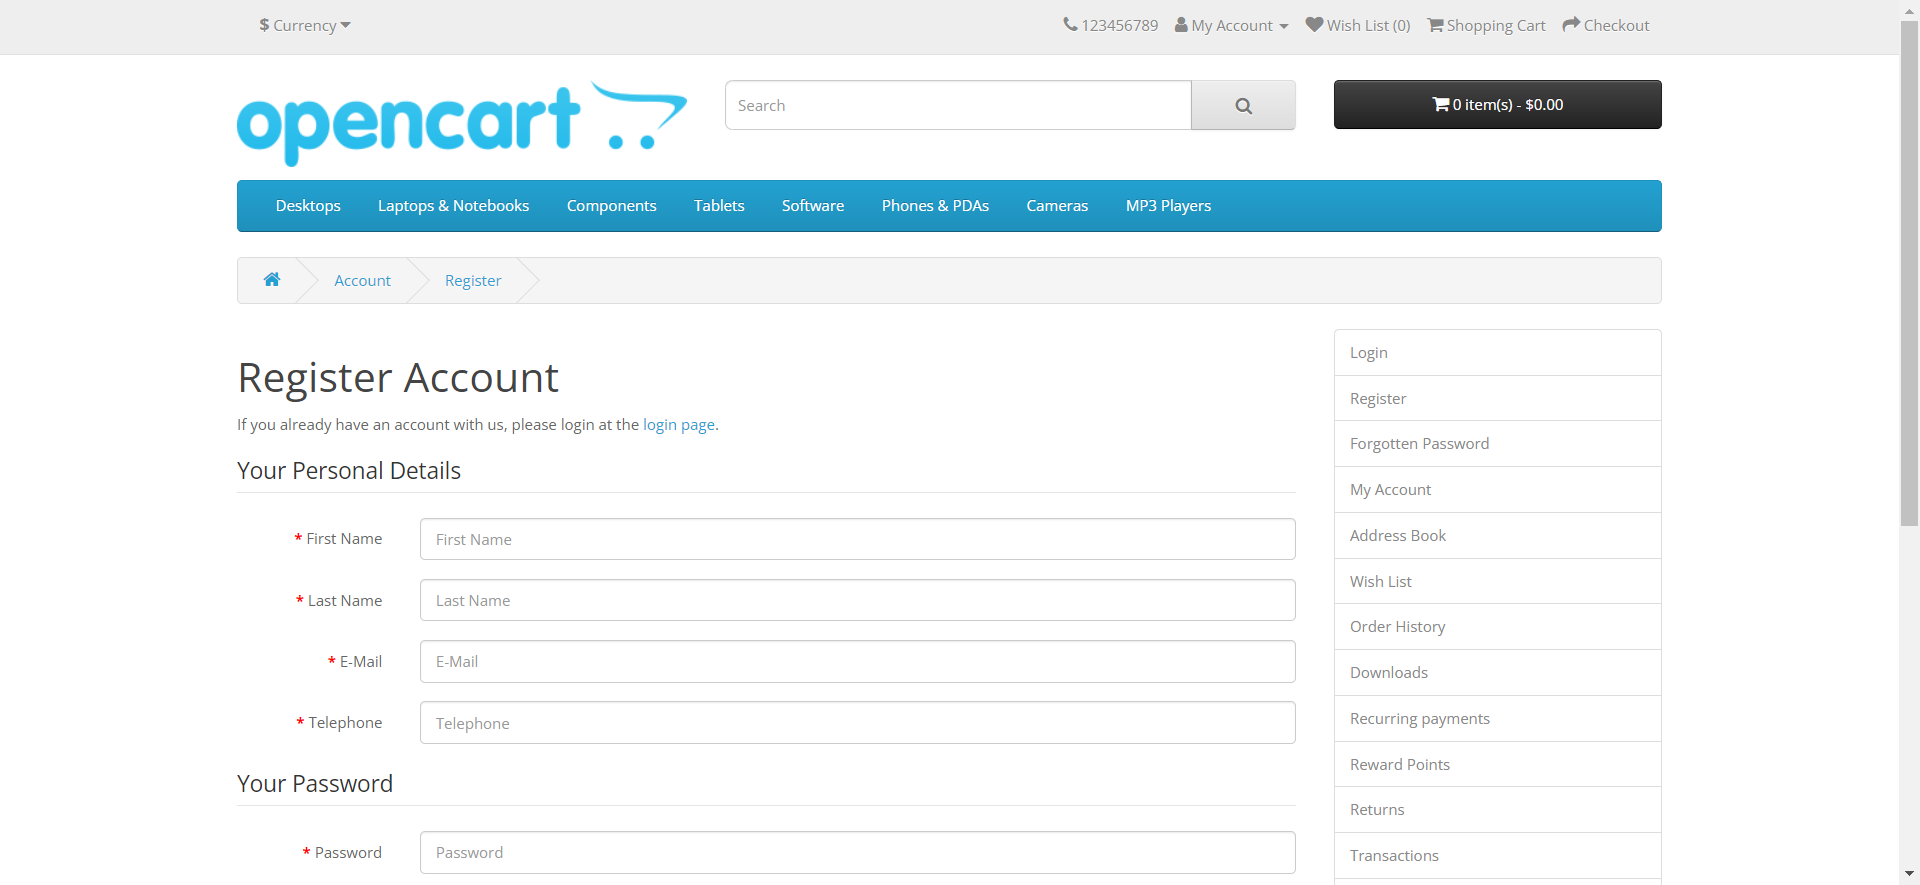 $ Currency
123456789 My Account Wish List (0) Shopping Cart Checkout
opencart
Search
0 item(s) - $0.00
Desktops Laptops & Notebooks Components Tablets Software Phones & PDAs Cameras MP3 Players
Account Register
Register Account
If you already have an account with us, please login at the login page.
Your Personal Details
* First Name First Name
* Last Name Last Name
* E-Mail E-Mail
* Telephone Telephone
Your Password
* Password Password
Login
Register
Forgotten Password
My Account
Address Book
Wish List
Order History
Downloads
Recurring payments
Reward Points
Returns
Transactions